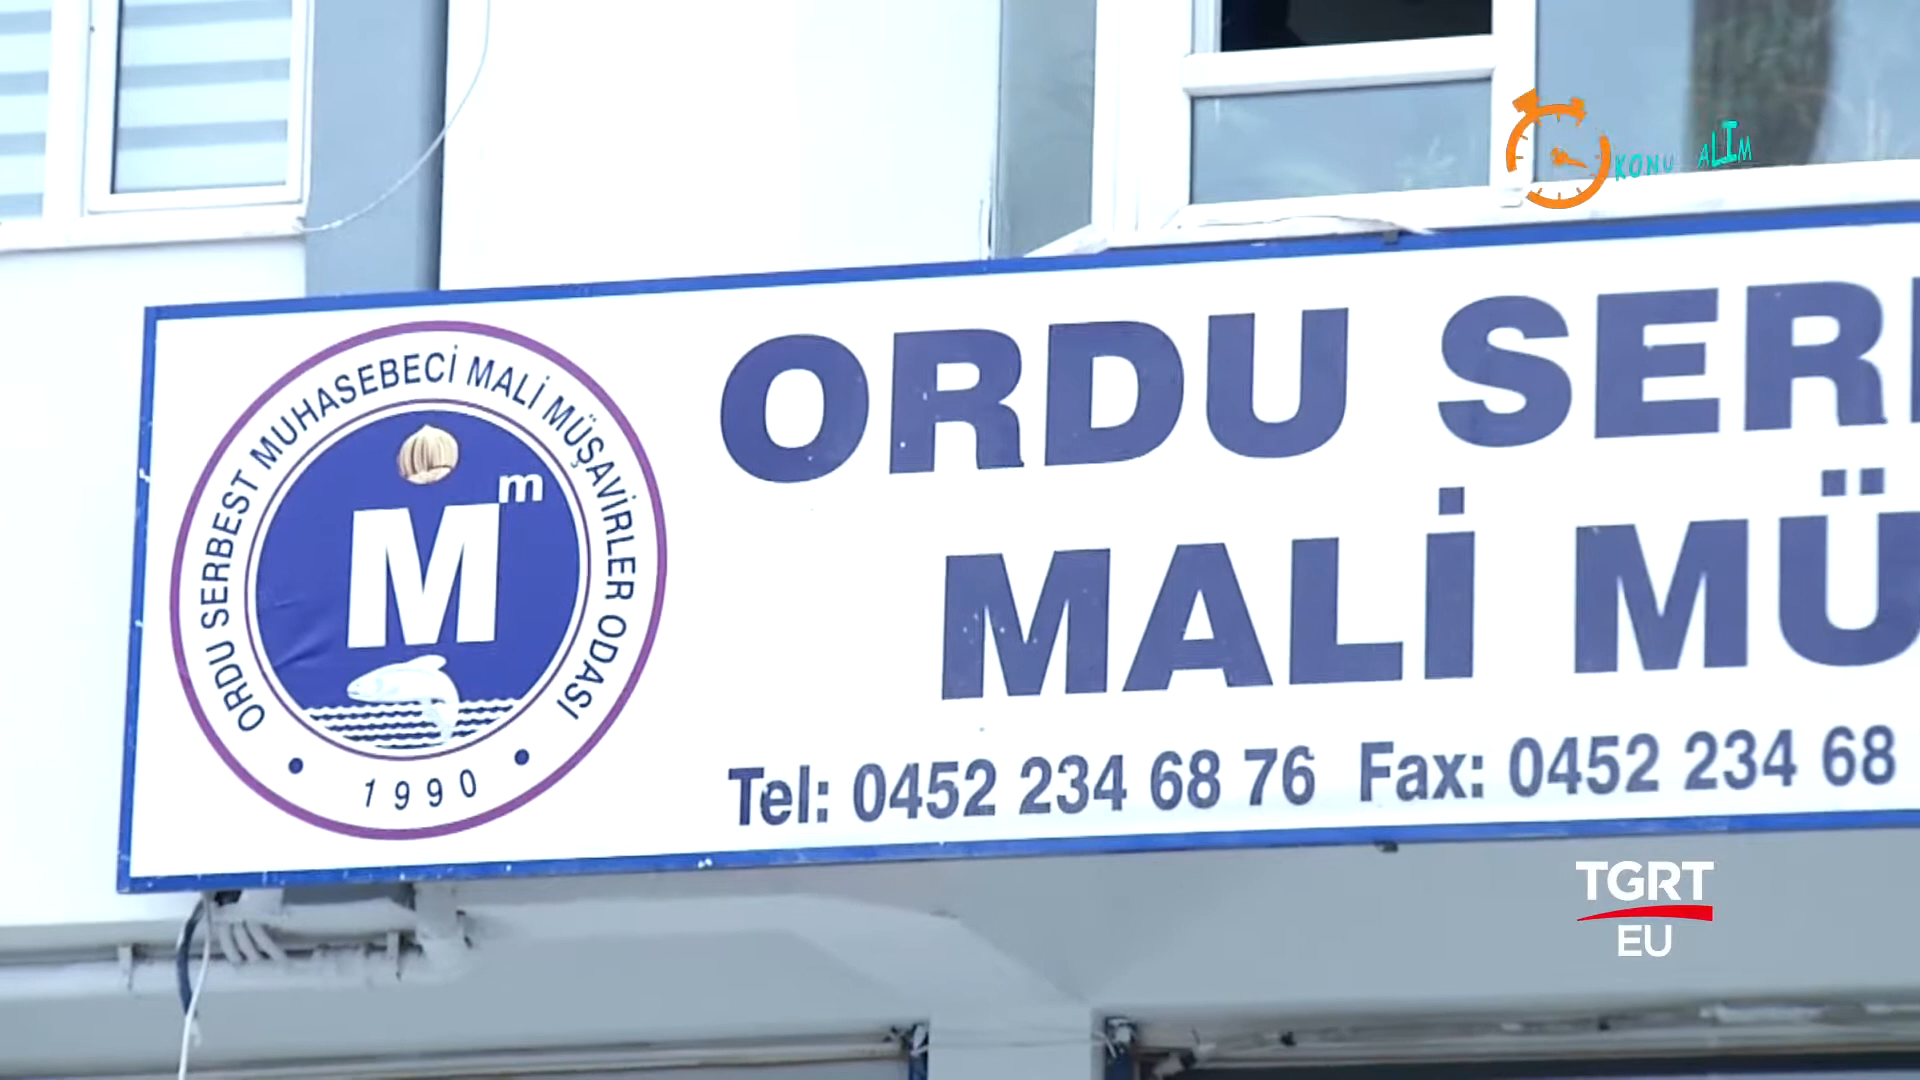 ORDU SERBEST MUHASEBECİ MALİ MÜŞAVİRLER ODASI
m
M
• 1990 •
ORDU SER
MALİ MÜ
Tel: 0452 234 68 76 Fax: 0452 234 68
TGRT
EU